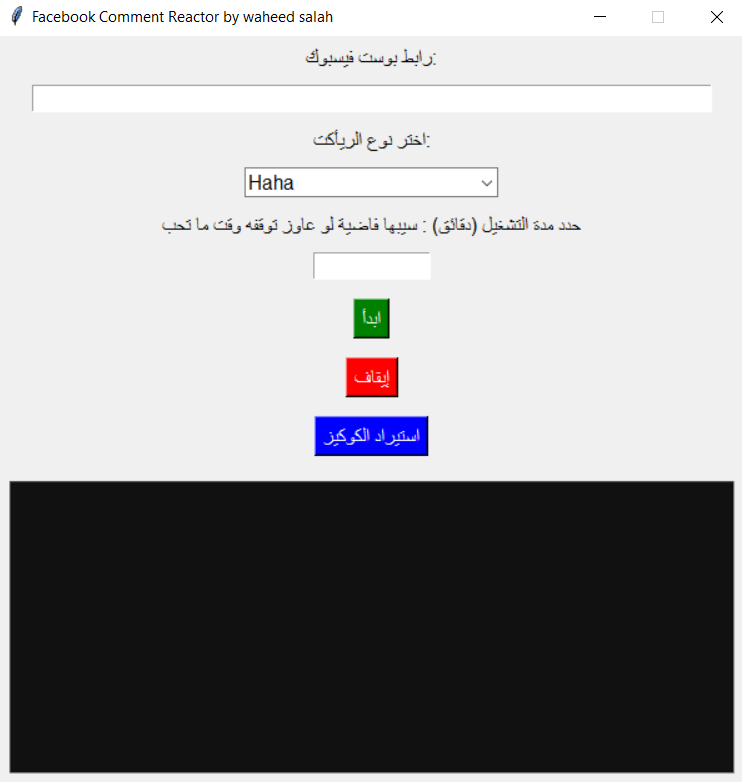 Facebook Comment Reactor by waheed salah
رابط بوست فيسبوك:
اختر نوع الريأكت:
Haha
حدد مدة التشغيل (دقائق) : سيبها فاضية لو عاوز توقفه وقت ما تحب
ابدأ
إيقاف
استيراد الكوكيز